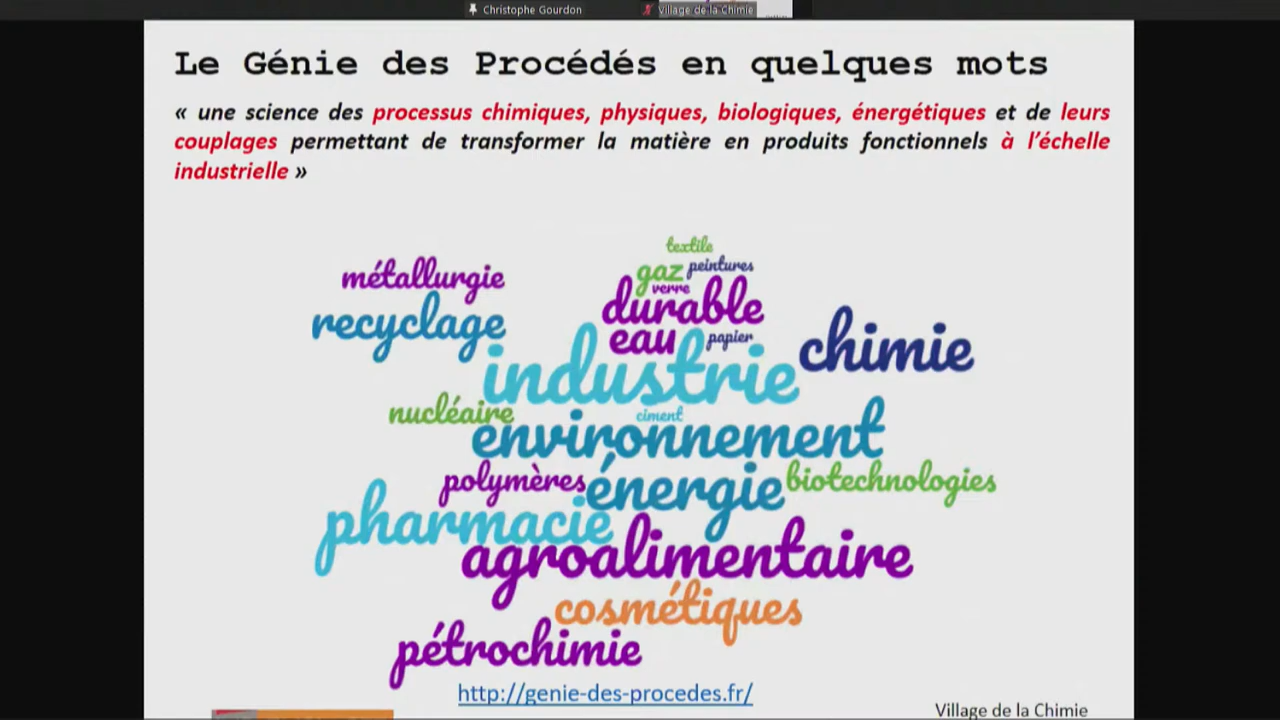 Christophe Gourdon
Village de la Chimie
Le Génie des Procédés en quelques mots
« une science des processus chimiques, physiques, biologiques, énergétiques et de leurs
couplages permettant de transformer la matière en produits fonctionnels à l’échelle
industrielle »
textile
gaz peintures
métallurgie
verre
durable
recyclage
eau papier
chimie
industrie
nucléaire
ciment
environnement
polymères
énergie
biotechnologies
pharmacie
agroalimentaire
cosmétiques
pétrochimie
http://genie-des-procedes.fr/
Village de la Chimie